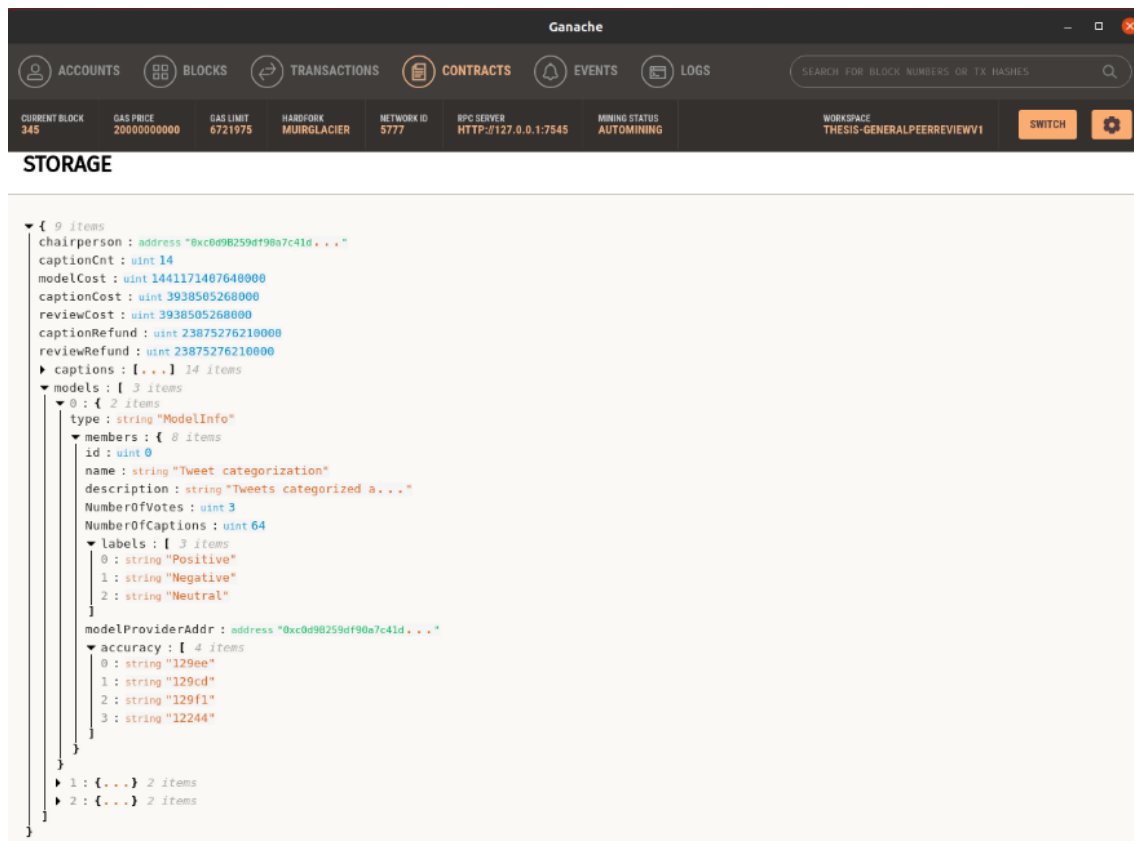 Ganache
ACCOUNTS BLOCKS TRANSACTIONS CONTRACTS EVENTS LOGS SEARCH FOR BLOCK NUMBERS OR TX HASHES
CURRENT BLOCK GAS PRICE GAS LIMIT HARDFORK NETWORK ID RPC SERVER MINING STATUS WORKSPACE
345 20000000000 6721975 MUIRGLACIER 5777 HTTP://127.0.0.1:7545 AUTOMINING THESIS-GENERALPEERREVIEWV1 SWITCH
STORAGE
{ 9 items
chairperson : address "0xc0d9B259df90a7c41d..."
captionCnt : uint 14
modelCost : uint 1441171407640000
captionCost : uint 3938505268000
reviewCost : uint 3938505268000
captionRefund : uint 23875276210000
reviewRefund : uint 23875276210000
captions : [...] 14 items
models : [ 3 items
0 : { 2 items
type : string "ModelInfo"
members : { 8 items
id : uint 0
name : string "Tweet categorization"
description : string "Tweets categorized a..."
NumberOfVotes : uint 3
NumberOfCaptions : uint 64
labels : [ 3 items
0 : string "Positive"
1 : string "Negative"
2 : string "Neutral"
]
modelProviderAddr : address "0xc0d9B259df90a7c41d..."
accuracy : [ 4 items
0 : string "129ee"
1 : string "129cd"
2 : string "129f1"
3 : string "12244"
]
}
}
1 : {...} 2 items
2 : {...} 2 items
]
}